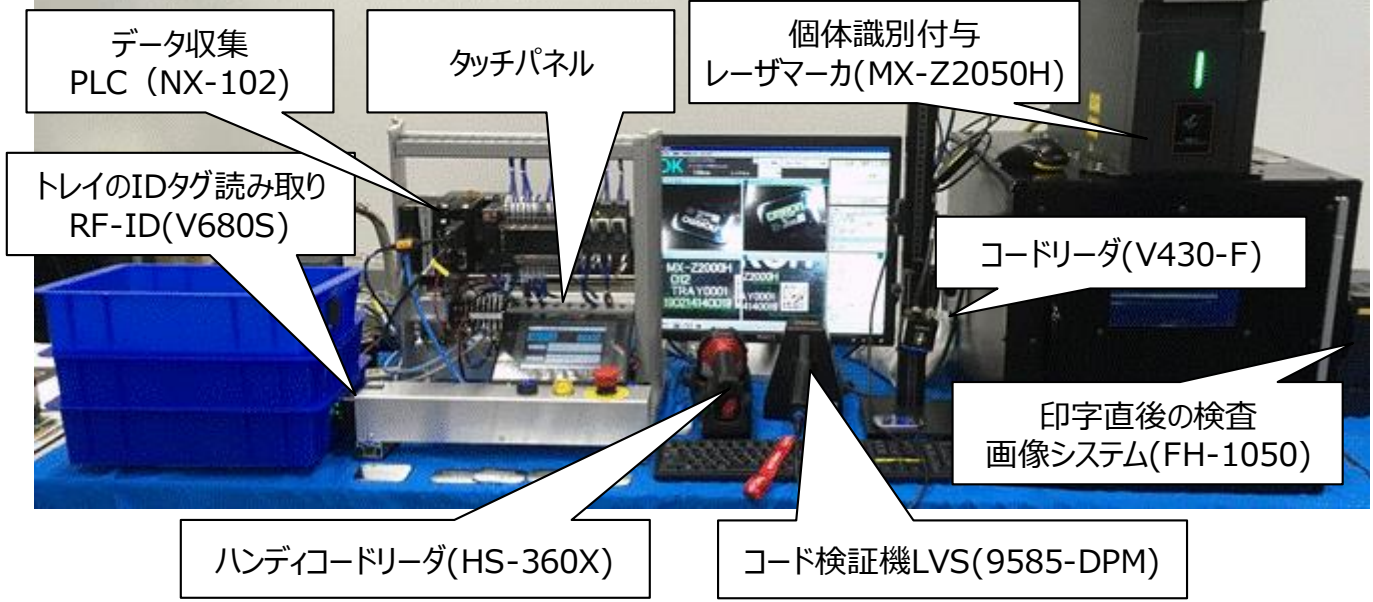 データ収集
PLC（NX-102)
タッチパネル
個体識別付与
レーザマーカ(MX-Z2050H)
トレイのIDタグ読み取り
RF-ID(V680S)
コードリーダ(V430-F)
OK
MX-Z2000H
012
TRAY0001
Z2000H
印字直後の検査
画像システム(FH-1050)
ハンディコードリーダ(HS-360X)
コード検証機LVS(9585-DPM)